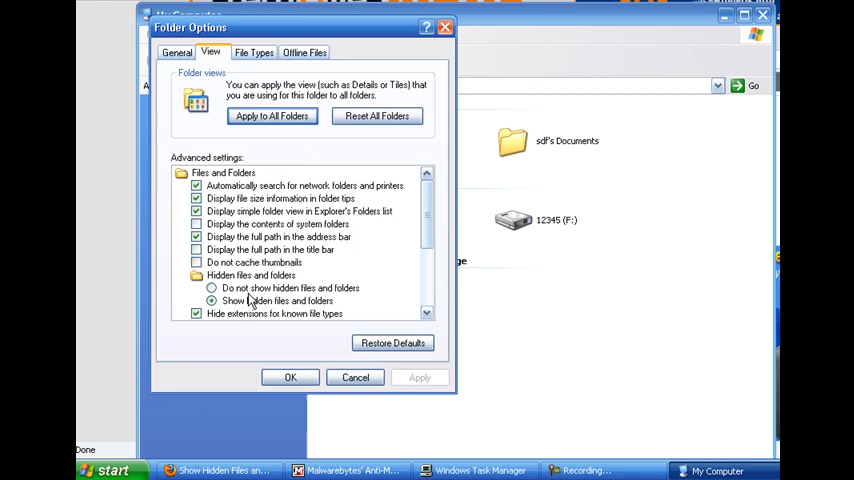 My Computer
Folder Options
General
View
File Types
Offline Files
Folder views
You can apply the view (such as Details or Tiles) that
you are using for this folder to all folders.
Apply to All Folders
Reset All Folders
Advanced settings:
Files and Folders
Automatically search for network folders and printers
Display file size information in folder tips
Display simple folder view in Explorer's Folders list
Display the contents of system folders
Display the full path in the address bar
Display the full path in the title bar
Do not cache thumbnails
Hidden files and folders
Do not show hidden files and folders
Show hidden files and folders
Hide extensions for known file types
Restore Defaults
OK
Cancel
Apply
Go
sdf's Documents
12345 (F:)
ge
Done
start
Show Hidden Files an...
Malwarebytes' Anti-M...
Windows Task Manager
Recording...
My Computer